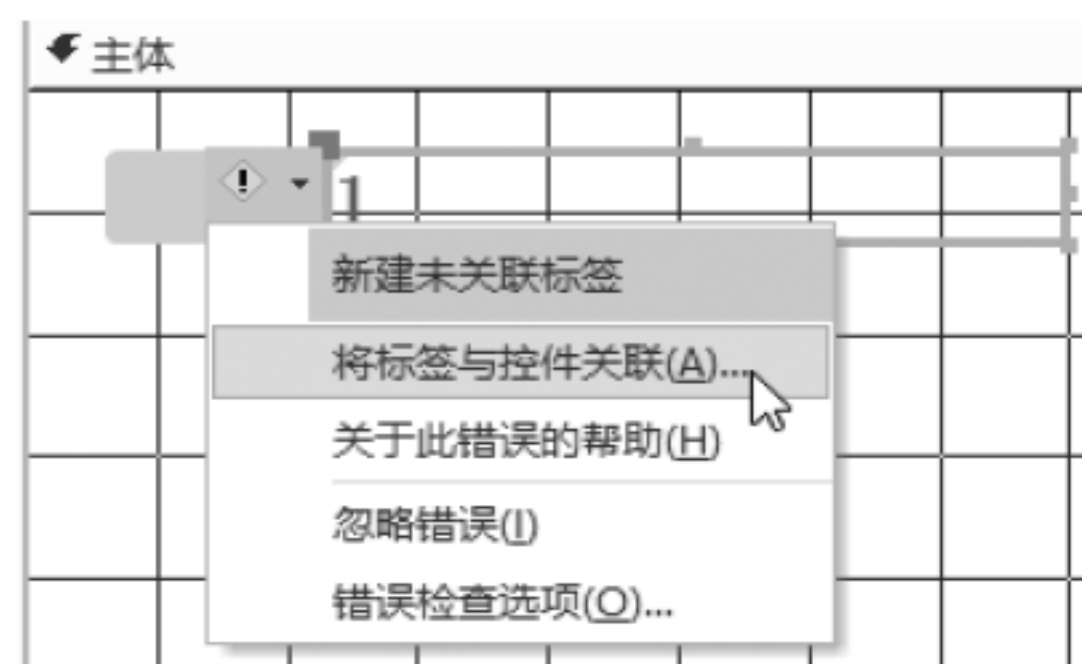 主体
1
新建未关联标签
将标签与控件关联(A)...
关于此错误的帮助(H)
忽略错误(I)
错误检查选项(O)...